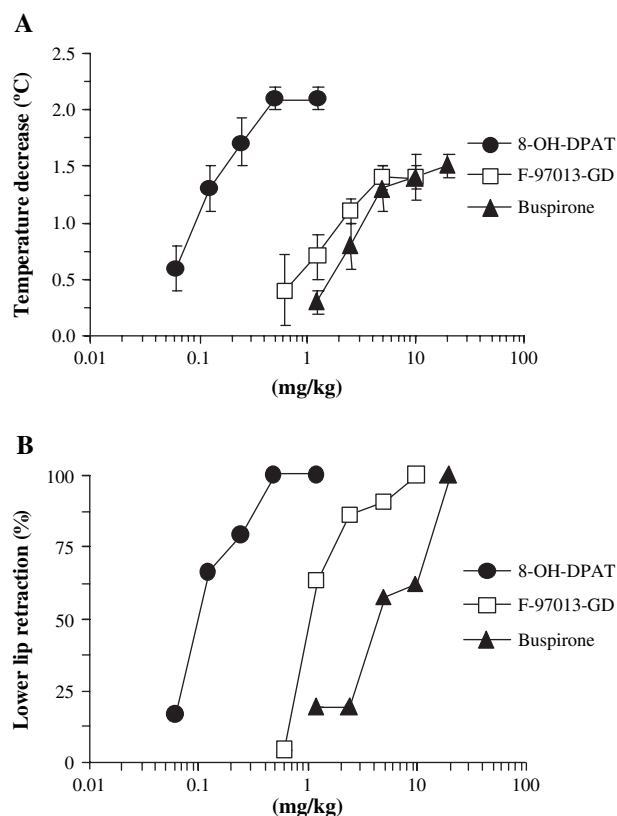 A
Temperature decrease (ºC)
2.5
2.0
1.5
1.0
0.5
0.0
0.01
0.1
1
10
100
(mg/kg)
8-OH-DPAT
F-97013-GD
Buspirone
B
Lower lip retraction (%)
100
75
50
25
0
0.01
0.1
1
10
100
(mg/kg)
8-OH-DPAT
F-97013-GD
Buspirone